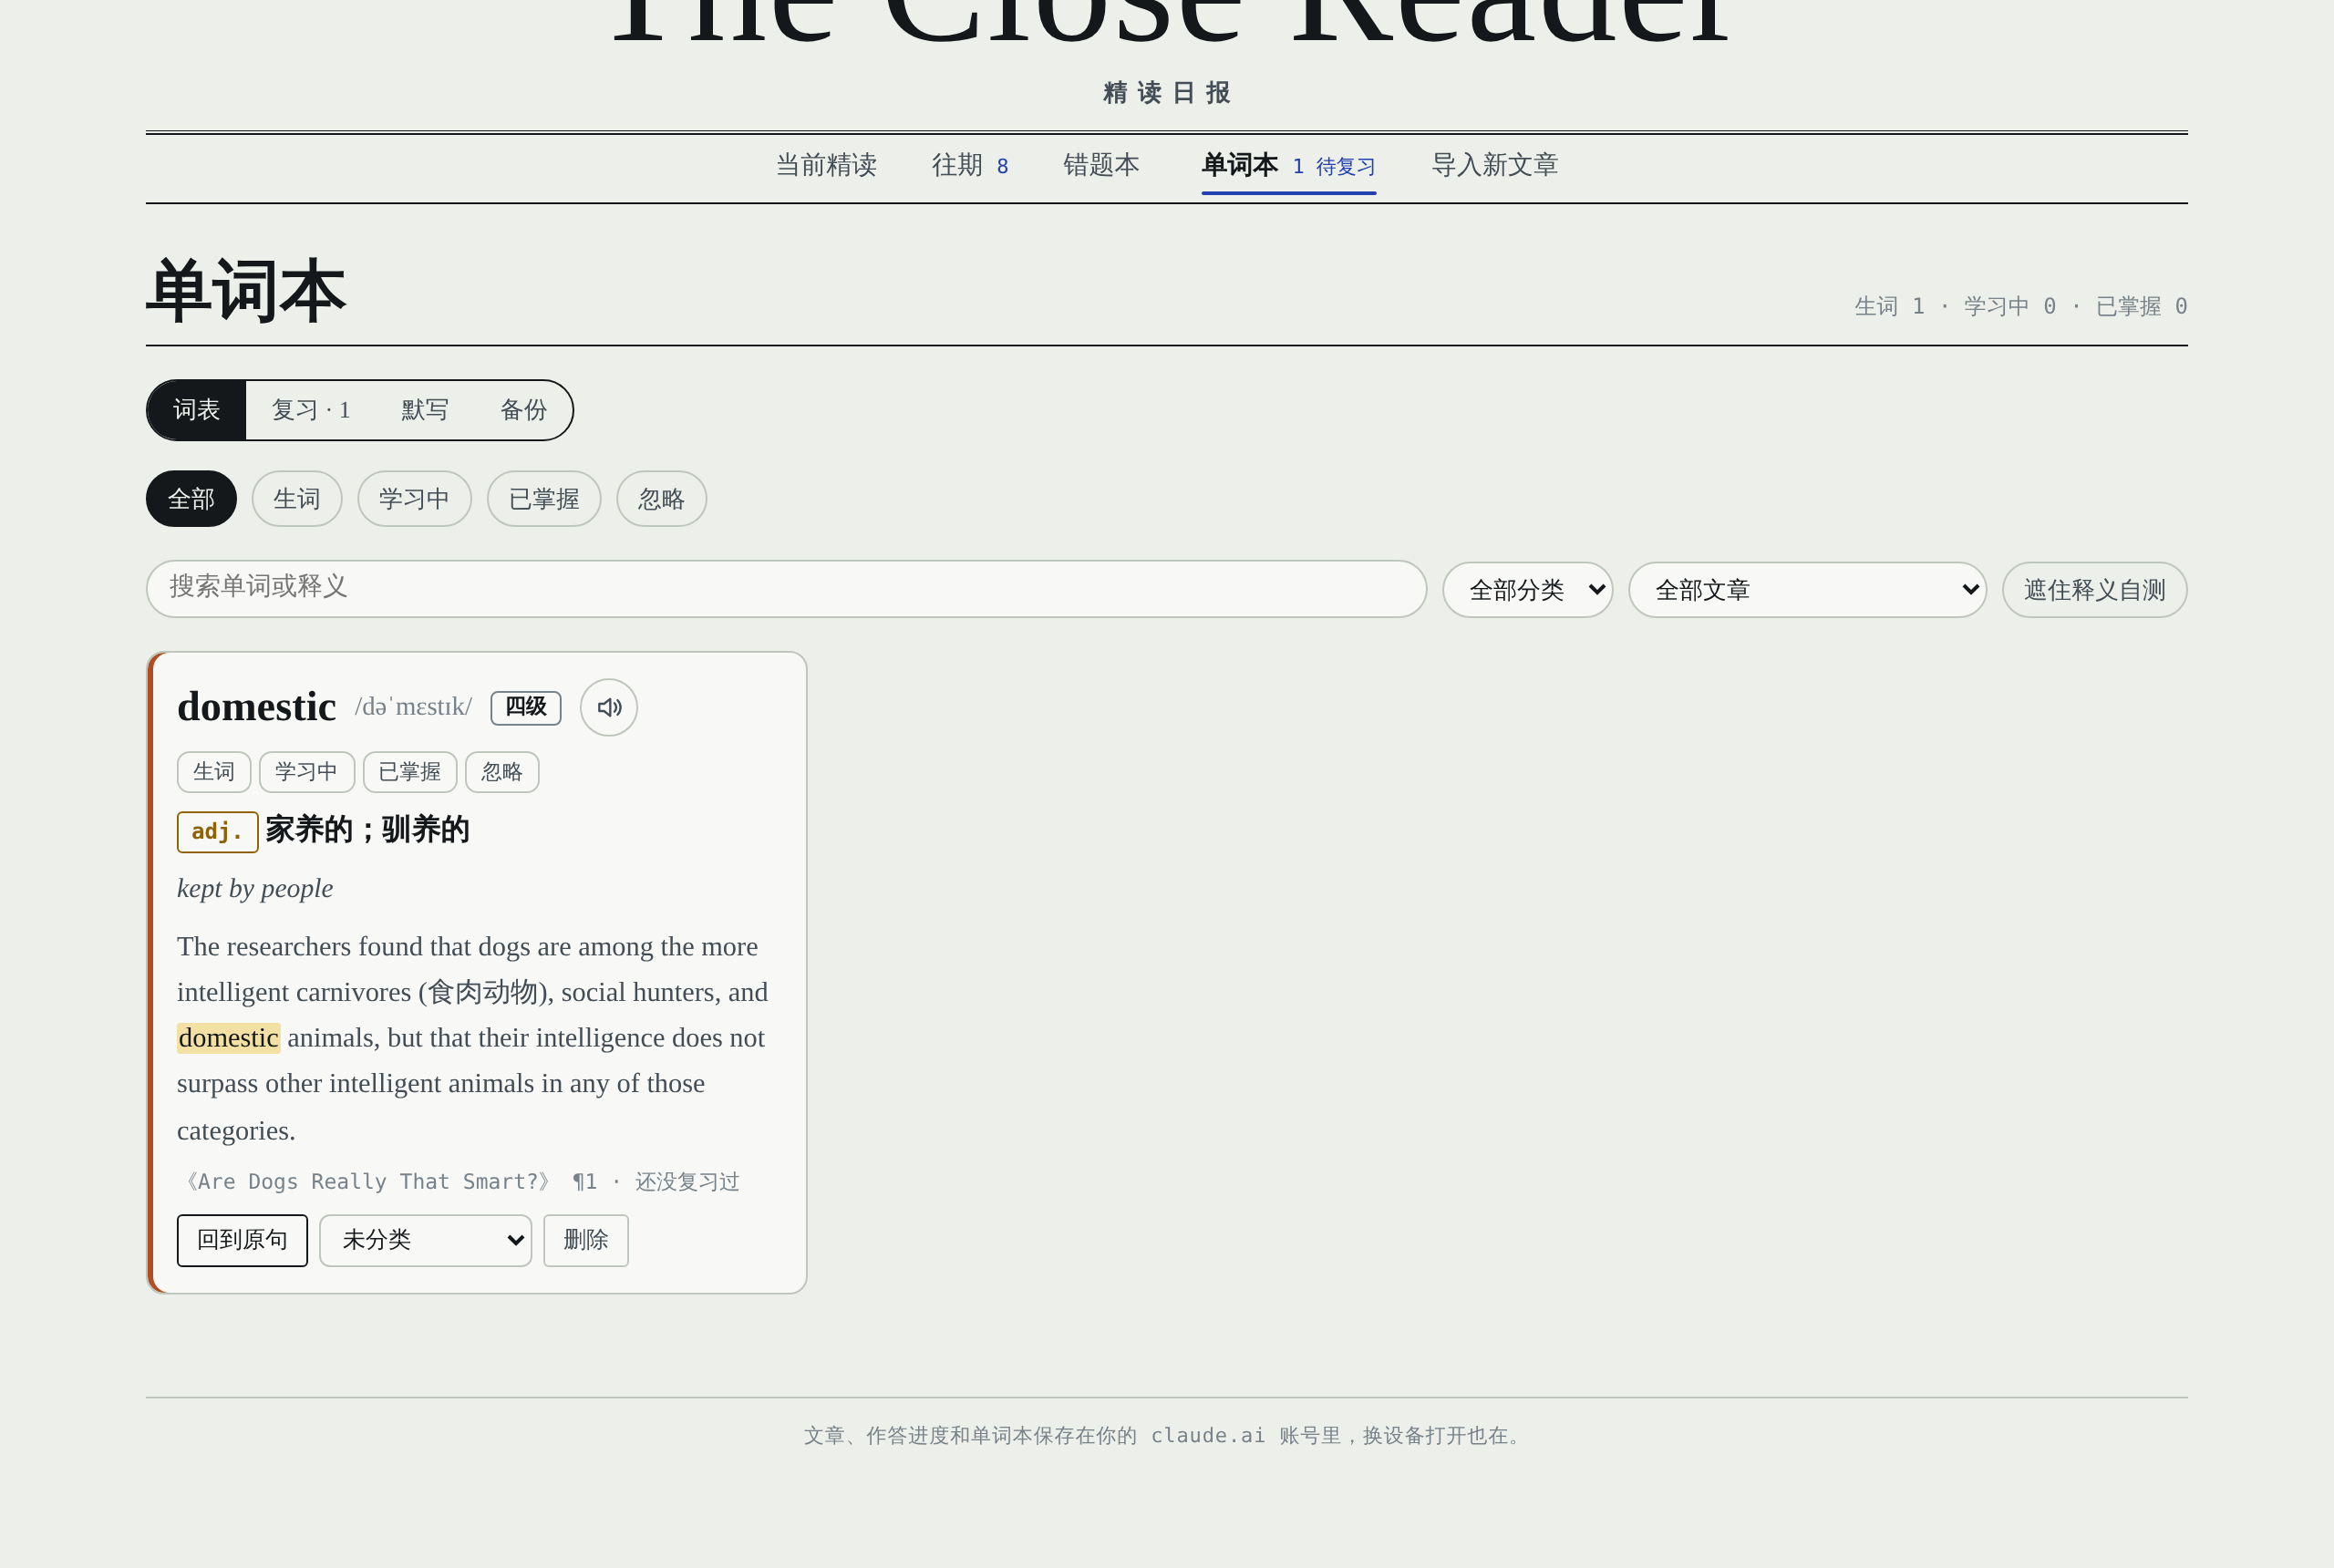 The Close Reader
精读日报
当前精读 往期 8 错题本 单词本 1 待复习 导入新文章
单词本
生词 1 · 学习中 0 · 已掌握 0
词表 复习 · 1 默写 备份
全部 生词 学习中 已掌握 忽略
搜索单词或释义 全部分类 全部文章 遮住释义自测
domestic /dəˈmɛstɪk/ 四级
生词 学习中 已掌握 忽略
adj. 家养的；驯养的
kept by people
The researchers found that dogs are among the more
intelligent carnivores (食肉动物), social hunters, and
domestic animals, but that their intelligence does not
surpass other intelligent animals in any of those
categories.
《Are Dogs Really That Smart?》 ¶1 · 还没复习过
回到原句 未分类 删除
文章、作答进度和单词本保存在你的 claude.ai 账号里，换设备打开也在。